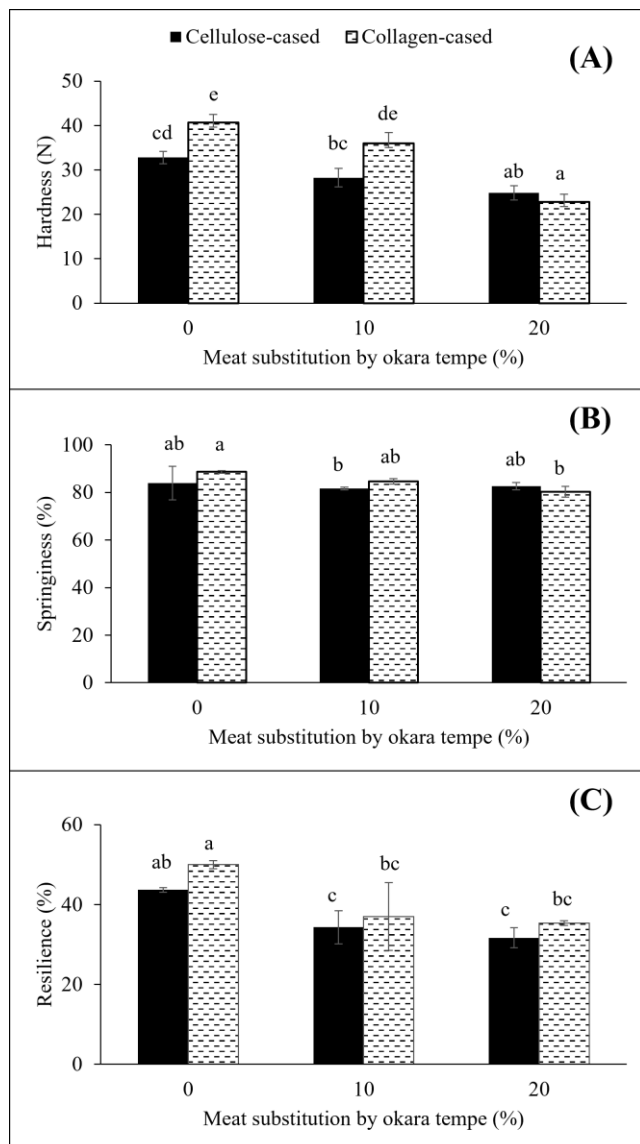 Cellulose-cased Collagen-cased
(A)
50
40
30
20
10
0
Hardness (N)
cd e bc de ab a
0 10 20
Meat substitution by okara tempe (%)
(B)
100
80
60
40
20
0
Springiness (%)
ab a b ab ab b
0 10 20
Meat substitution by okara tempe (%)
(C)
60
40
20
0
Resilience (%)
ab a c bc c bc
0 10 20
Meat substitution by okara tempe (%)